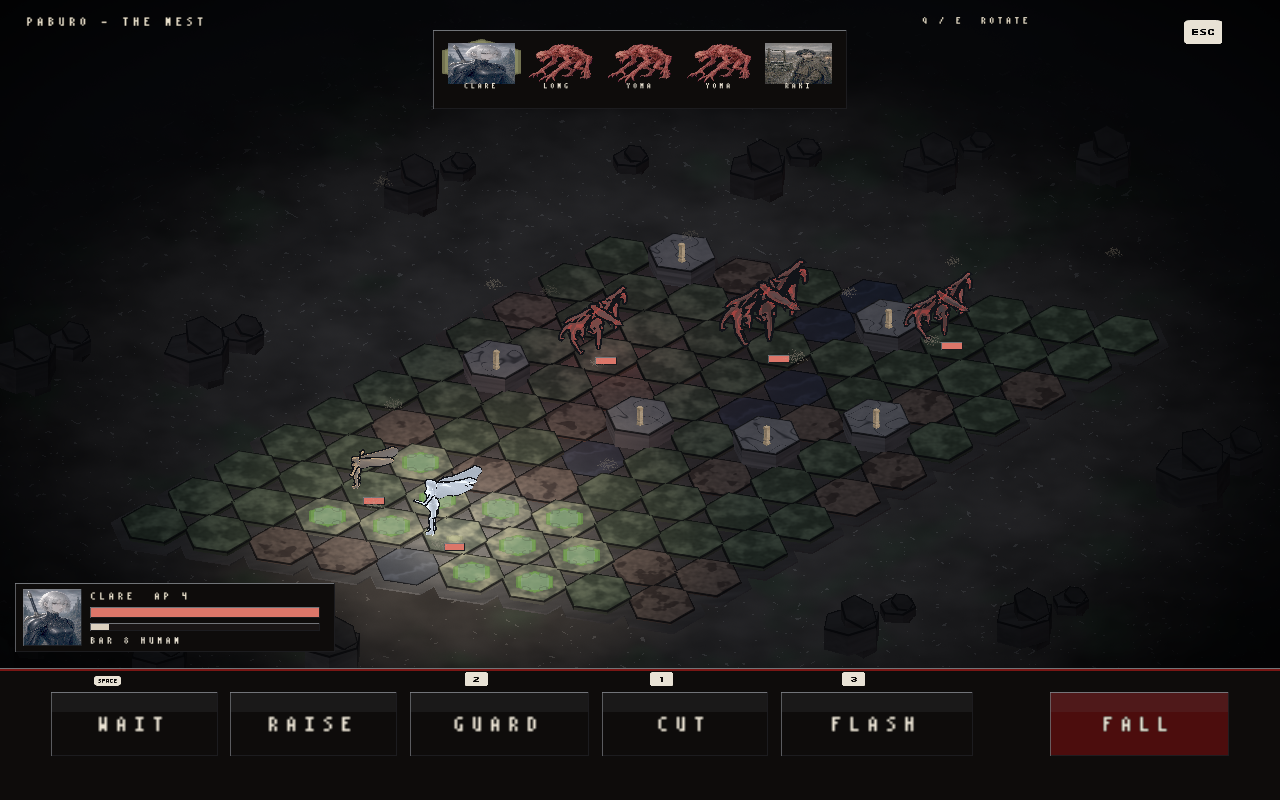 PABURO - THE NEST
Q / E ROTATE
ESC
CLARE
LONG
YOMA
YOMA
RAKI
CLARE AP 4
BAR 8 HUMAN
SPACE
2
1
3
WAIT
RAISE
GUARD
CUT
FLASH
FALL